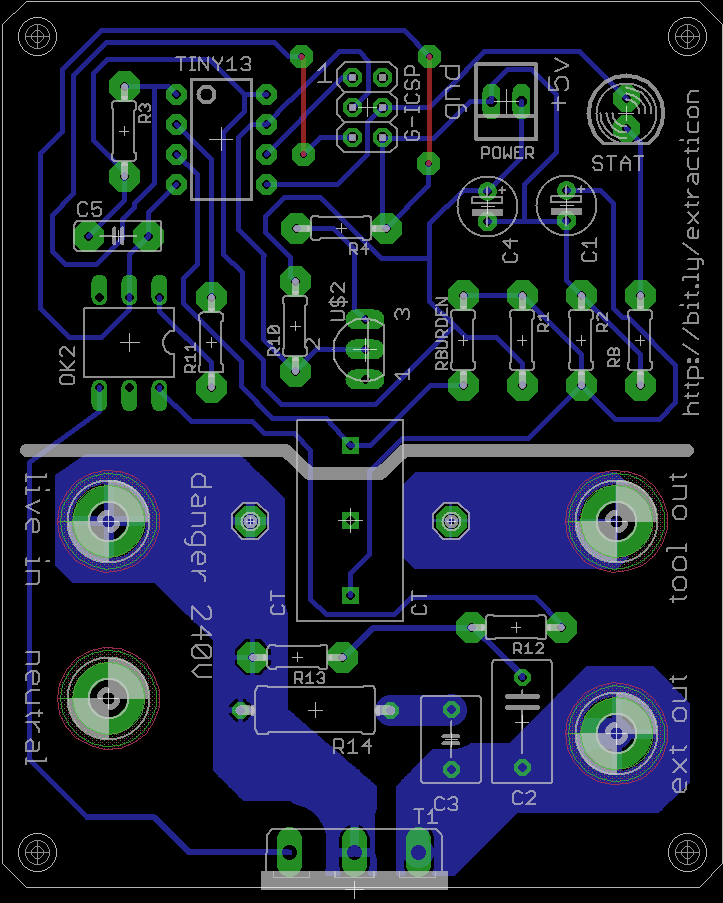 TINY13
1
G-ICSP
gnd
+5v
POWER
STAT
R3
C5
R4
C4
C1
http://bit.ly/extracticon
U$2
3
2
1
R10
R11
OK2
RBURDEN
R1
R2
RB
live in
danger 240V
tool out
CT
CT
R12
R13
R14
neutral
ext out
C3
C2
T1